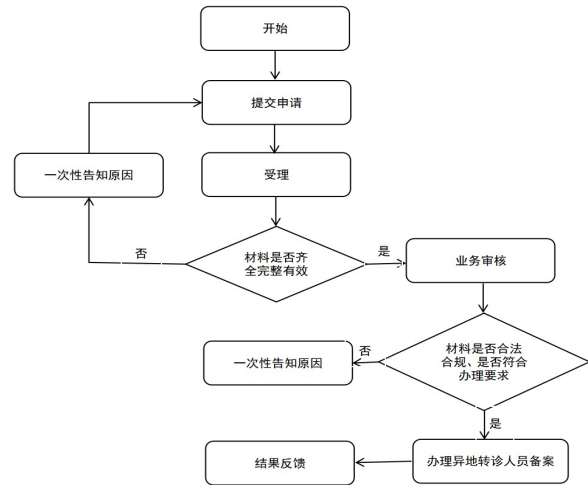 开始
提交申请
一次性告知原因
受理
否
材料是否齐
全完整有效
是
业务审核
一次性告知原因
否
材料是否合法
合规、是否符合
办理要求
是
结果反馈
办理异地转诊人员备案